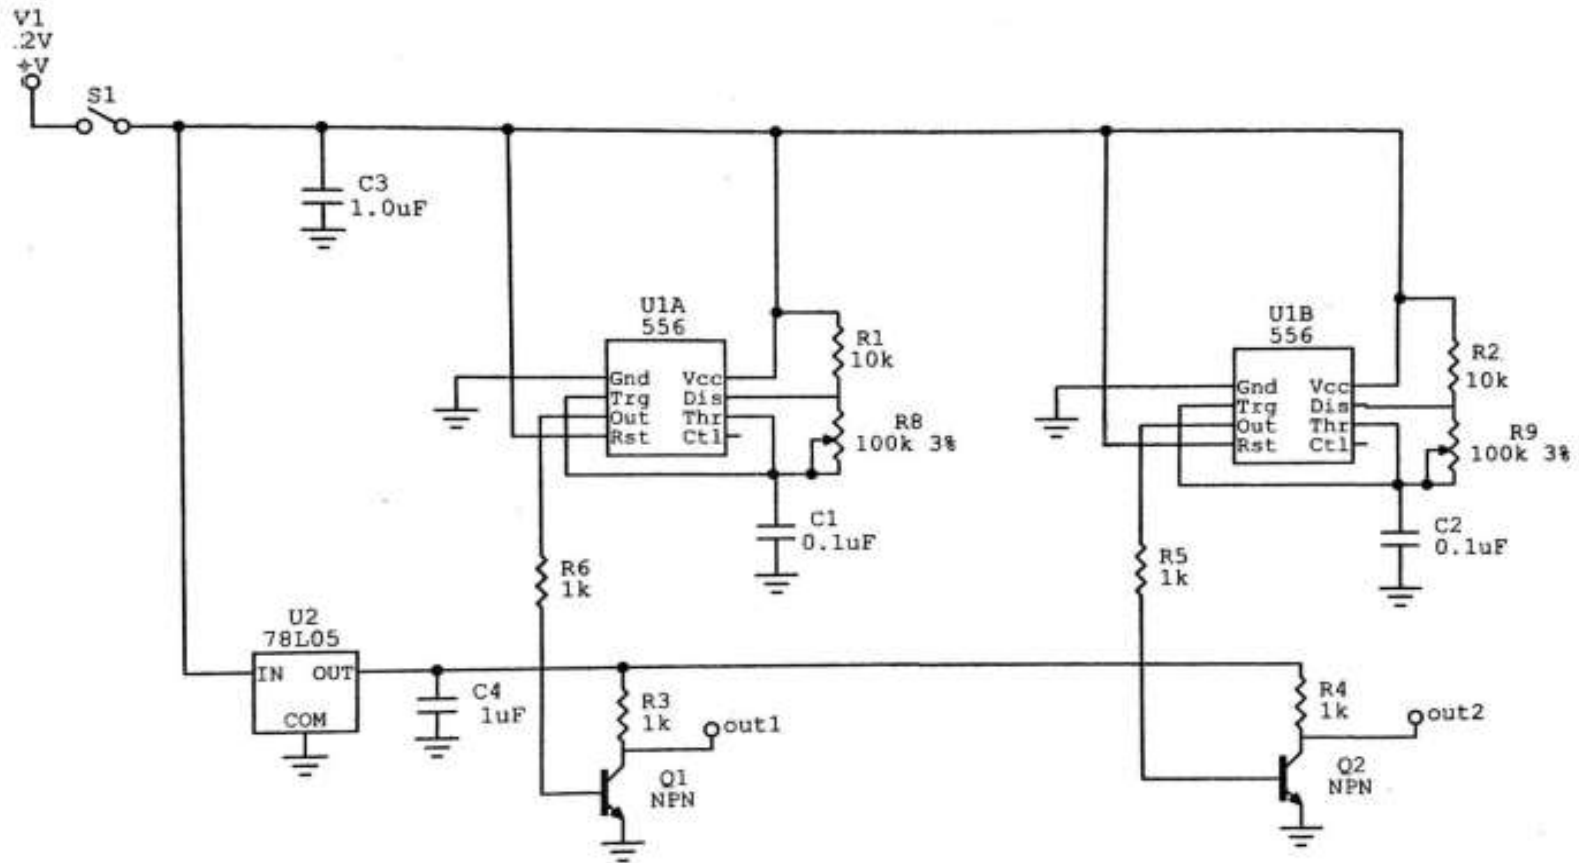 V1
.2V
+V
S1
C3
1.0uF
U1A
556
Gnd Vcc
Trg Dis
Out Thr
Rst Ctl
R1
10k
R8
100k 3%
C1
0.1uF
R6
1k
U1B
556
Gnd Vcc
Trg Dis
Out Thr
Rst Ctl
R2
10k
R9
100k 3%
C2
0.1uF
R5
1k
U2
78L05
IN OUT
COM
C4
1uF
R3
1k
out1
Q1
NPN
R4
1k
out2
Q2
NPN